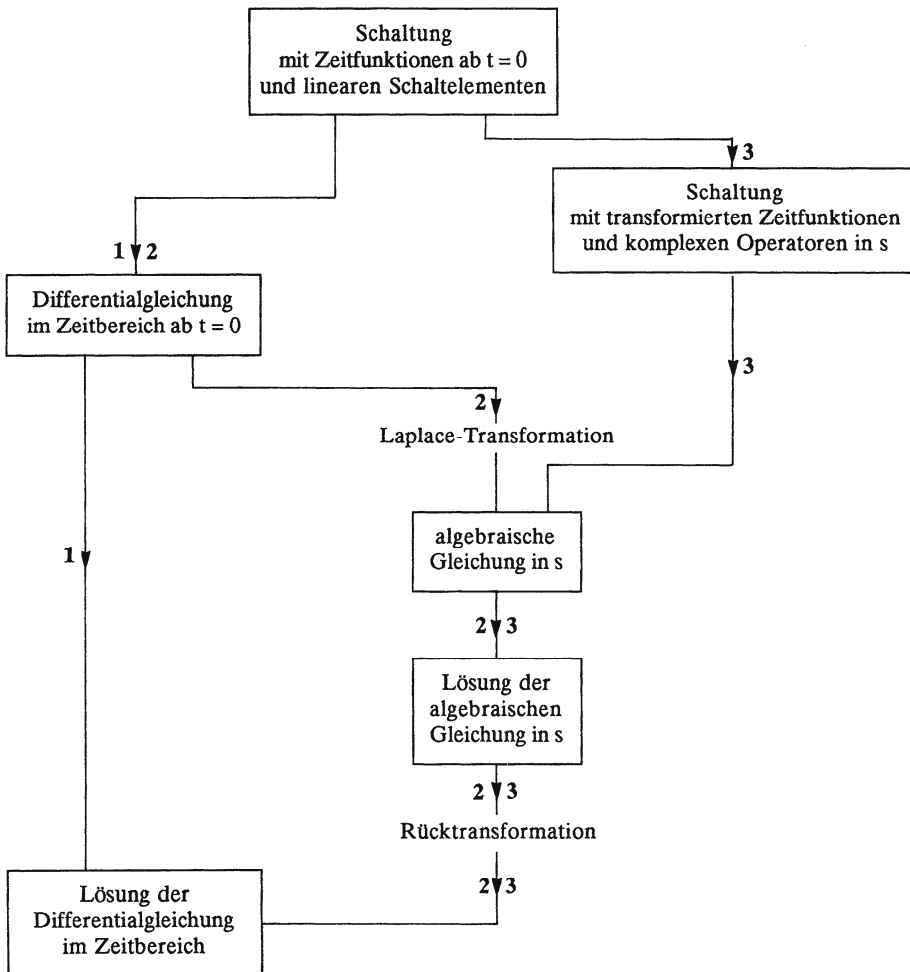 Schaltung
mit Zeitfunktionen ab t = 0
und linearen Schaltelementen
3
Schaltung
mit transformierten Zeitfunktionen
und komplexen Operatoren in s
1 2
Differentialgleichung
im Zeitbereich ab t = 0
3
2
Laplace-Transformation
algebraische
Gleichung in s
1
2 3
Lösung der
algebraischen
Gleichung in s
2 3
Rücktransformation
2 3
Lösung der
Differentialgleichung
im Zeitbereich